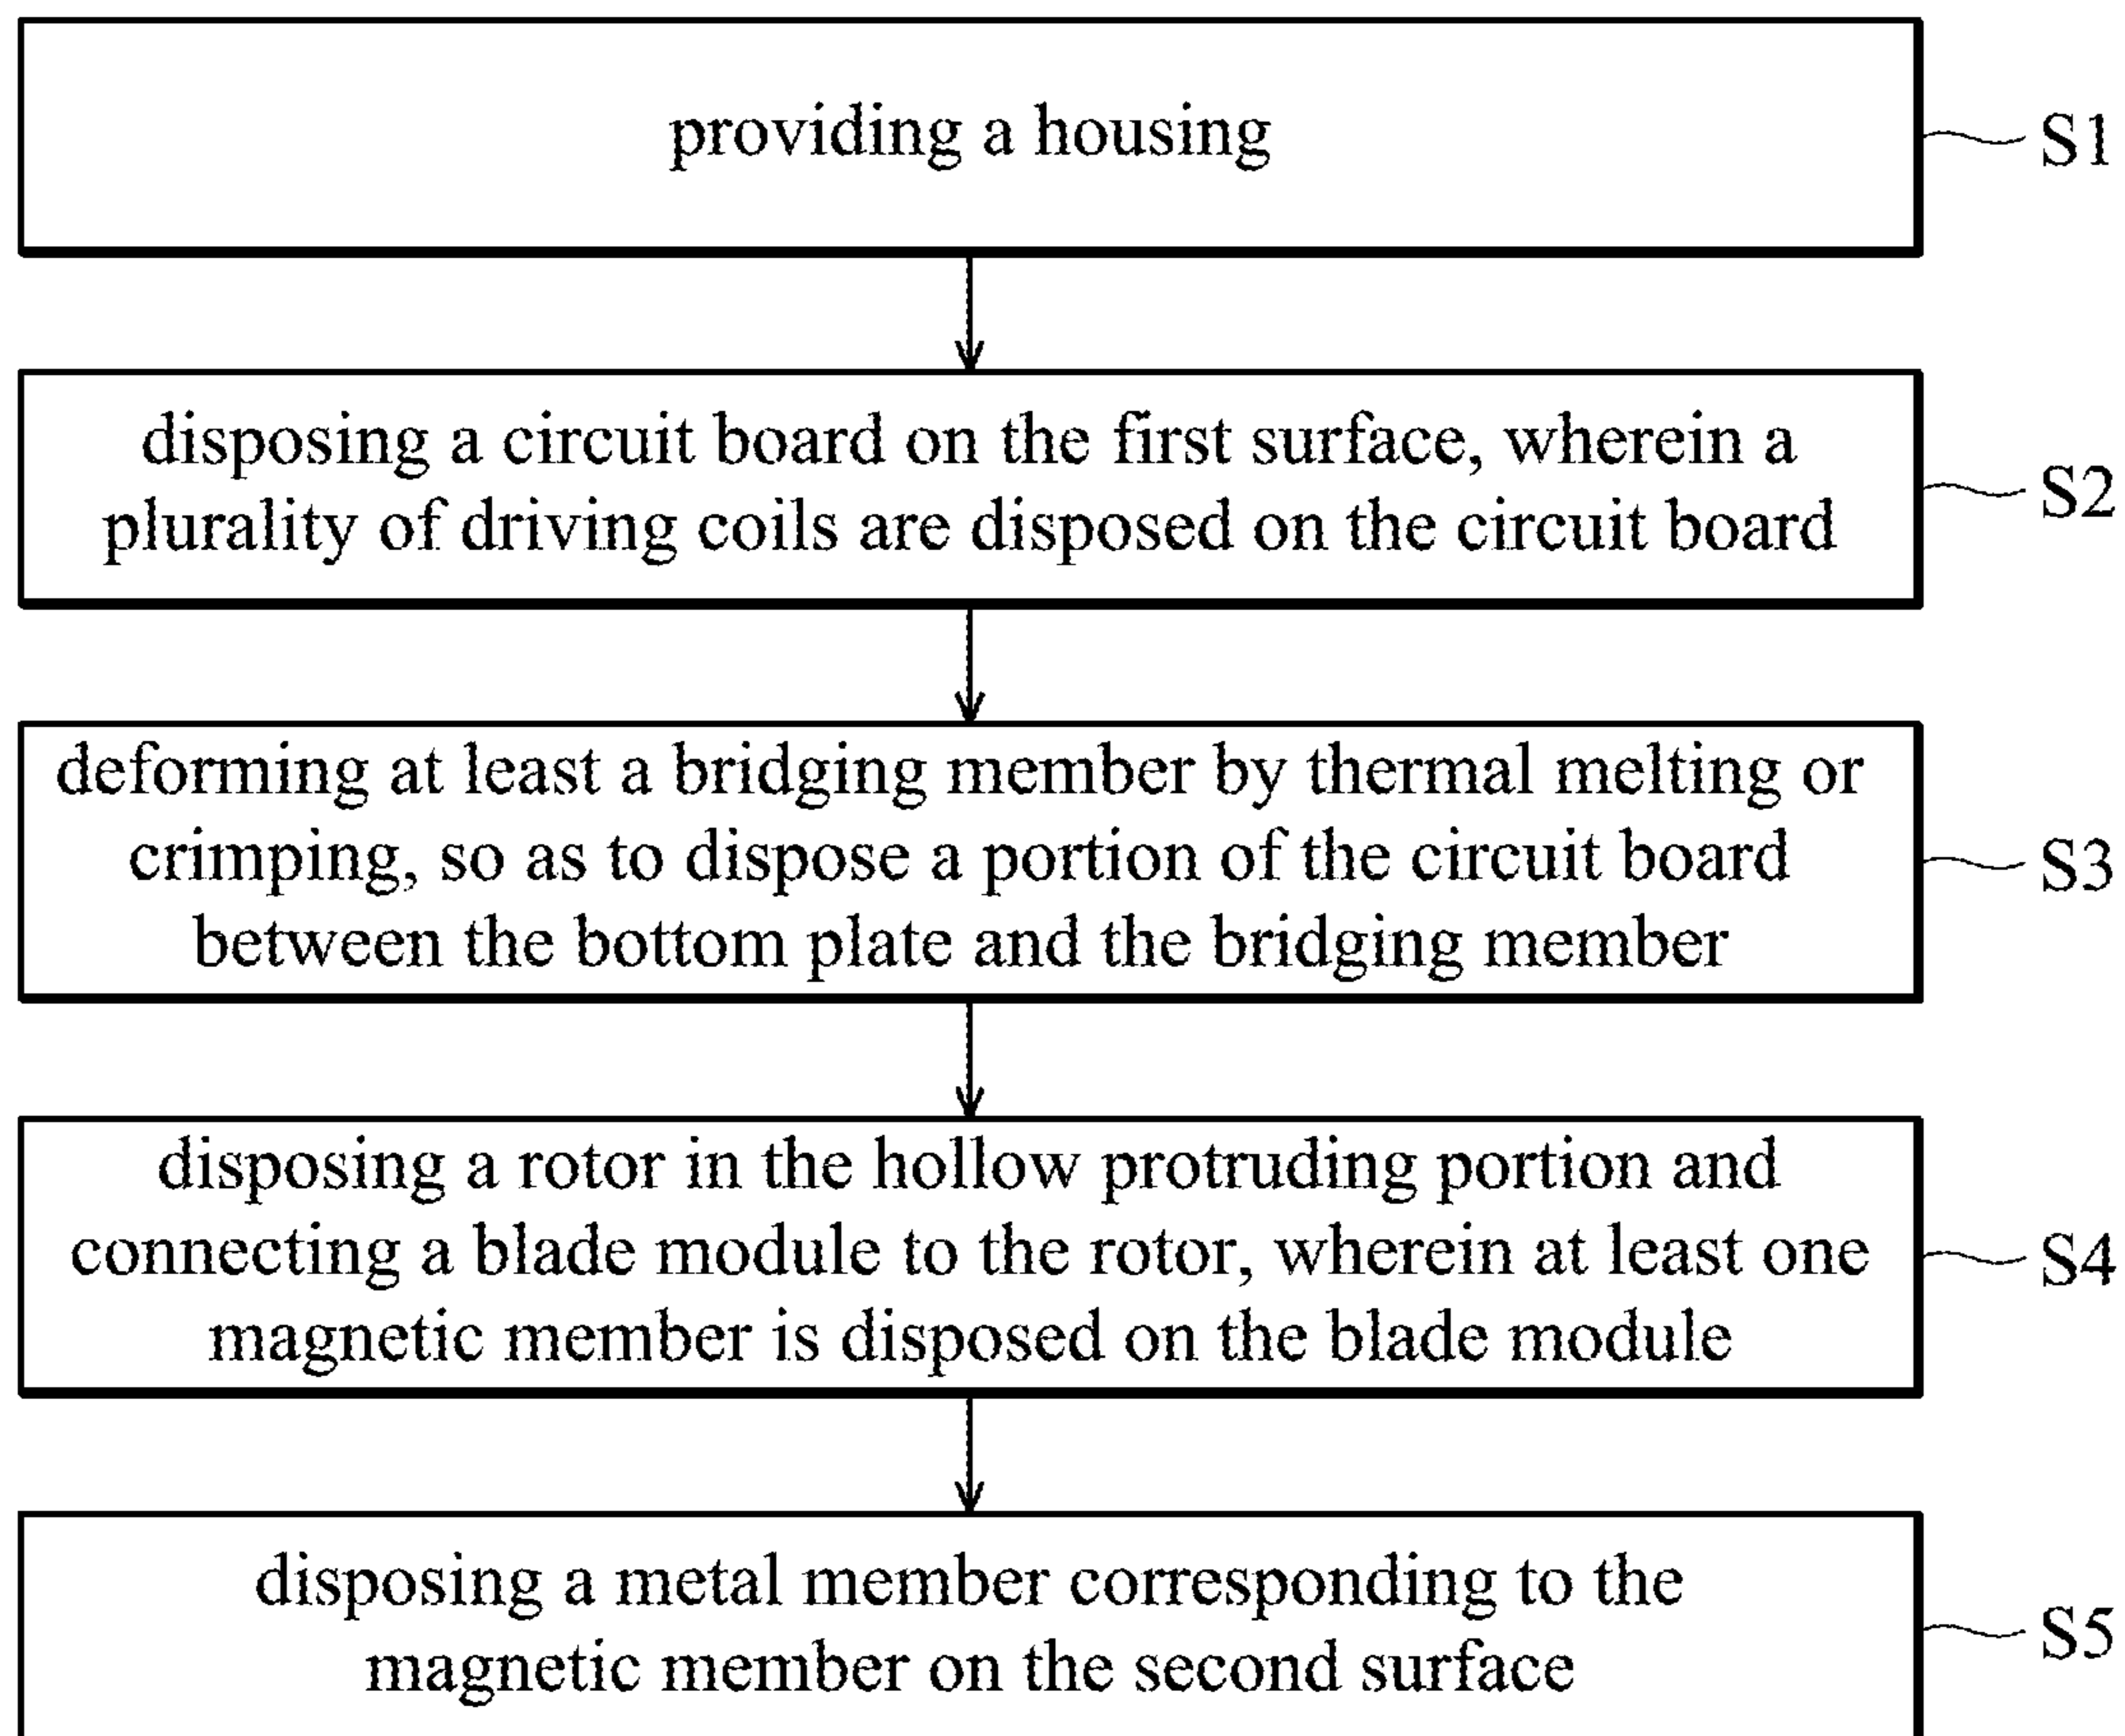 providing a housing
S1
disposing a circuit board on the first surface, wherein a
plurality of driving coils are disposed on the circuit board
S2
deforming at least a bridging member by thermal melting or
crimping, so as to dispose a portion of the circuit board
between the bottom plate and the bridging member
S3
disposing a rotor in the hollow protruding portion and
connecting a blade module to the rotor, wherein at least one
magnetic member is disposed on the blade module
S4
disposing a metal member corresponding to the
magnetic member on the second surface
S5